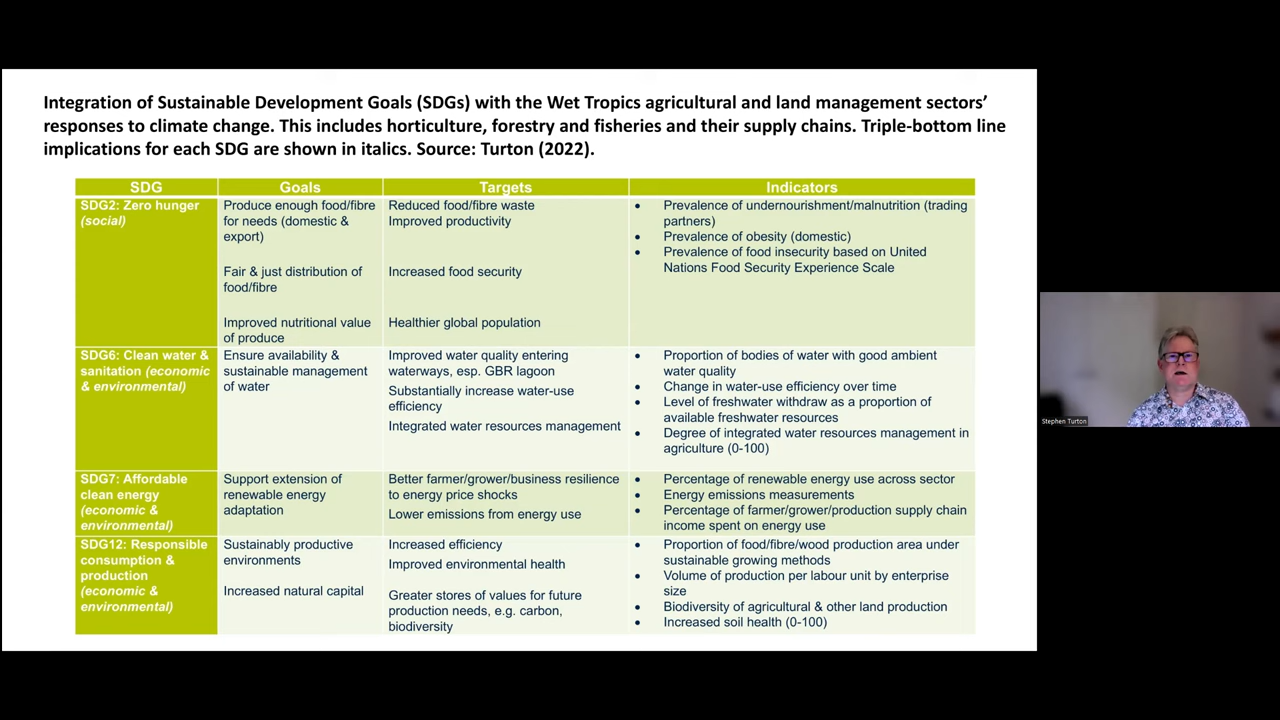 Integration of Sustainable Development Goals (SDGs) with the Wet Tropics agricultural and land management sectors’
responses to climate change. This includes horticulture, forestry and fisheries and their supply chains. Triple-bottom line
implications for each SDG are shown in italics. Source: Turton (2022).
SDG
Goals
Targets
Indicators
SDG2: Zero hunger
(social)
Produce enough food/fibre
for needs (domestic &
export)
Fair & just distribution of
food/fibre
Improved nutritional value
of produce
Reduced food/fibre waste
Improved productivity
Increased food security
Healthier global population
• Prevalence of undernourishment/malnutrition (trading
partners)
• Prevalence of obesity (domestic)
• Prevalence of food insecurity based on United
Nations Food Security Experience Scale
SDG6: Clean water &
sanitation (economic
& environmental)
Ensure availability &
sustainable management
of water
Improved water quality entering
waterways, esp. GBR lagoon
Substantially increase water-use
efficiency
Integrated water resources management
• Proportion of bodies of water with good ambient
water quality
• Change in water-use efficiency over time
• Level of freshwater withdraw as a proportion of
available freshwater resources
• Degree of integrated water resources management in
agriculture (0-100)
SDG7: Affordable
clean energy
(economic &
environmental)
Support extension of
renewable energy
adaptation
Better farmer/grower/business resilience
to energy price shocks
Lower emissions from energy use
• Percentage of renewable energy use across sector
• Energy emissions measurements
• Percentage of farmer/grower/production supply chain
income spent on energy use
SDG12: Responsible
consumption &
production
(economic &
environmental)
Sustainably productive
environments
Increased natural capital
Increased efficiency
Improved environmental health
Greater stores of values for future
production needs, e.g. carbon,
biodiversity
• Proportion of food/fibre/wood production area under
sustainable growing methods
• Volume of production per labour unit by enterprise
size
• Biodiversity of agricultural & other land production
• Increased soil health (0-100)
Stephen Turton